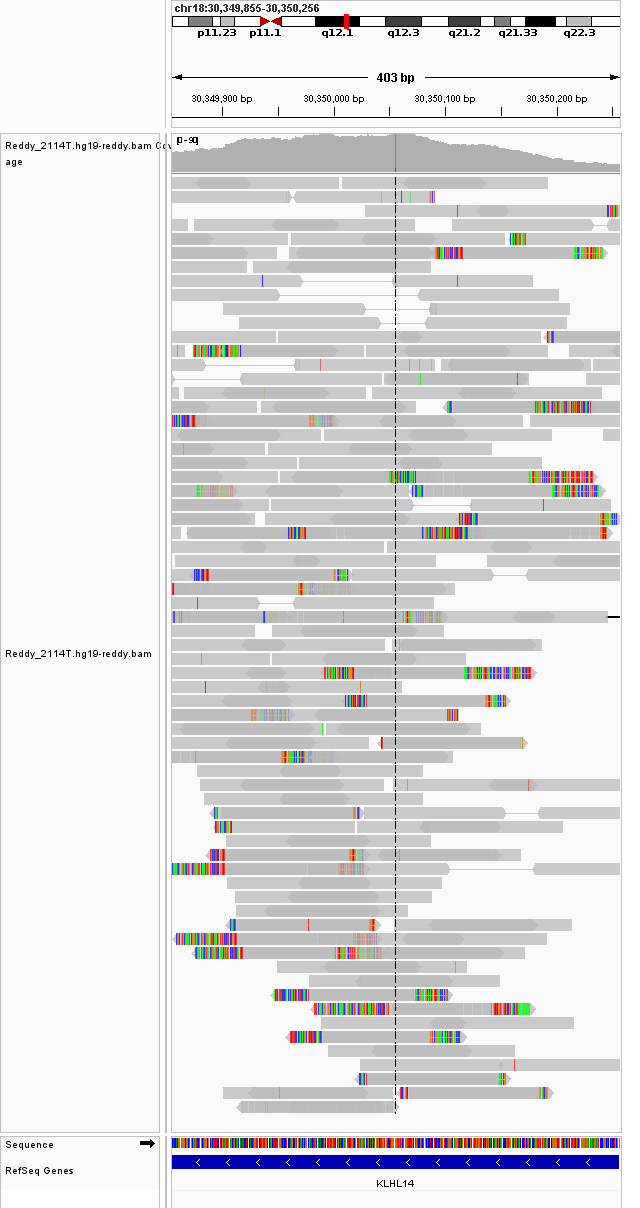 chr18:30,349,855-30,350,256
p11.23 p11.1 q12.1 q12.3 q21.2 q21.33 q22.3
403 bp
30,349,900 bp 30,350,000 bp 30,350,100 bp 30,350,200 bp
Reddy_2114T.hg19-reddy.bam Cov
age
Reddy_2114T.hg19-reddy.bam
Sequence
RefSeq Genes
KLHL14